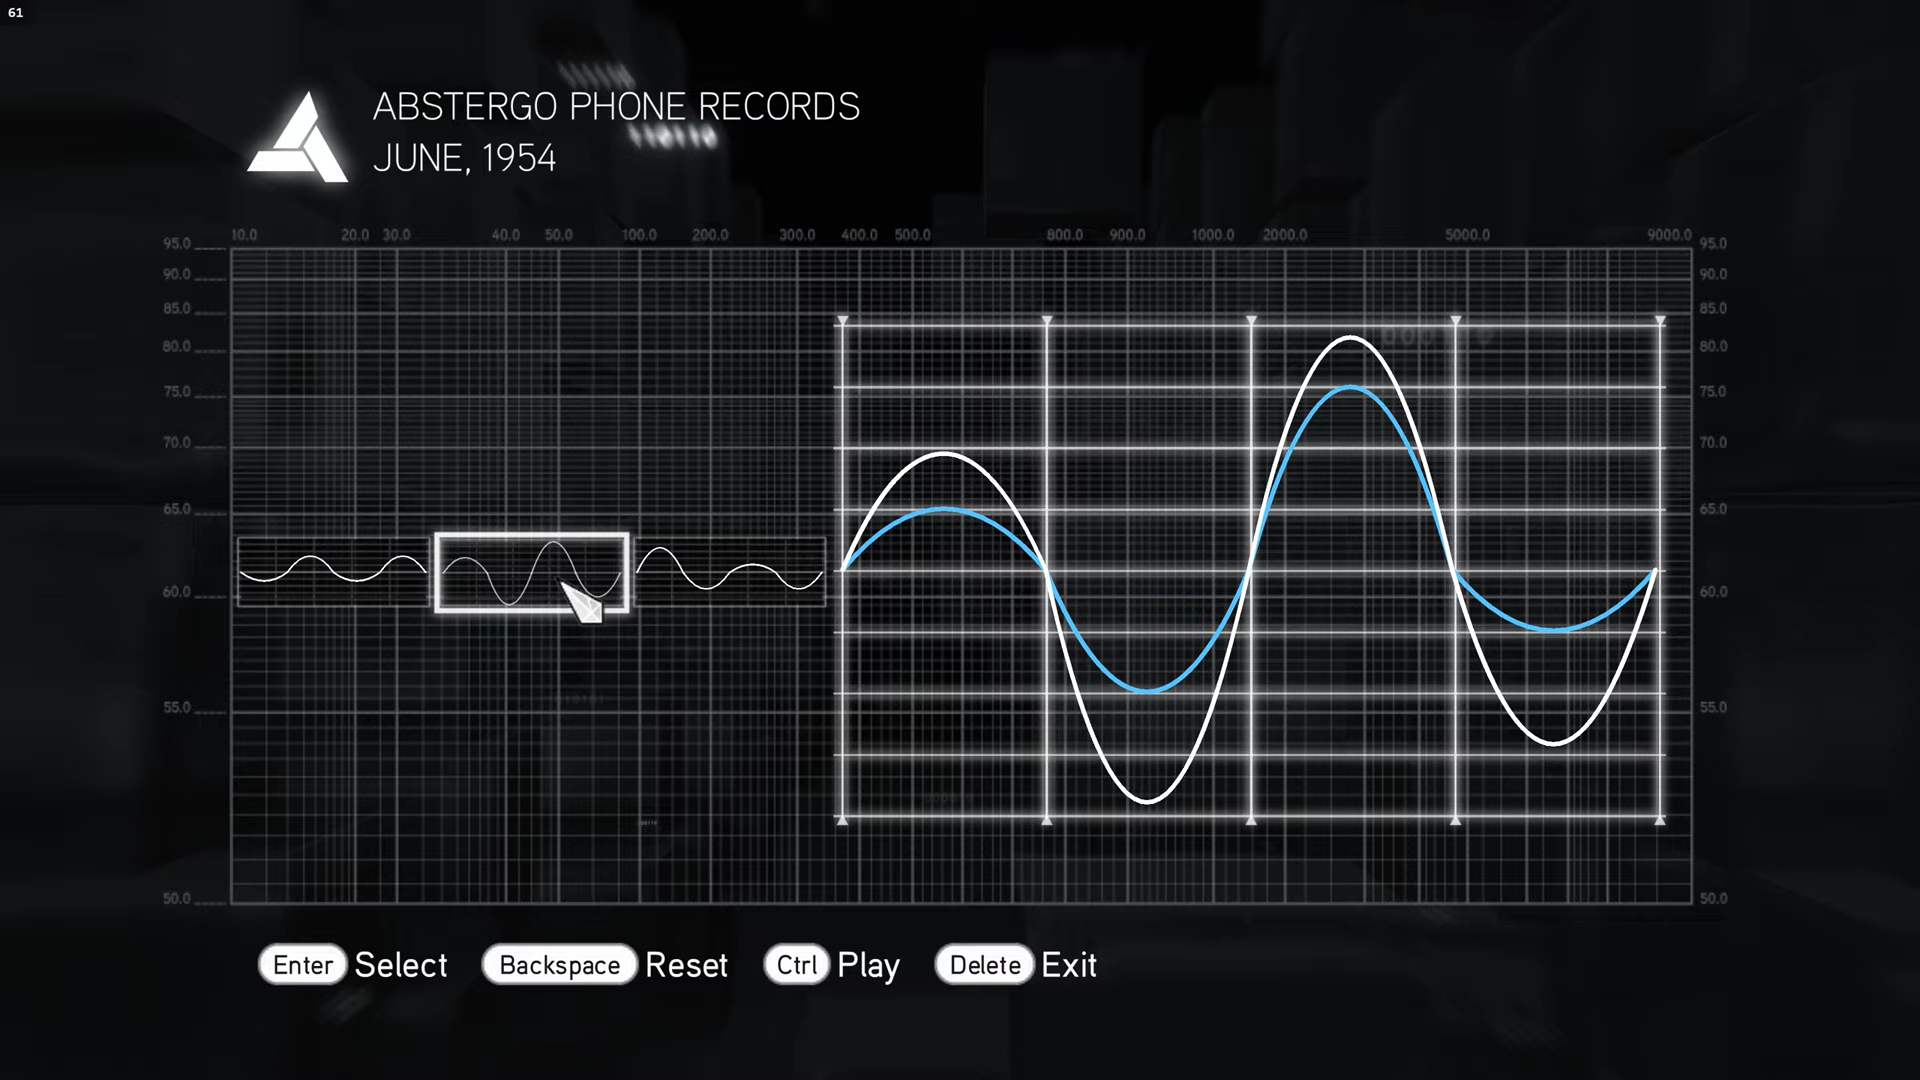 61
ABSTERGO PHONE RECORDS
JUNE, 1954
10.0 20.0 30.0 40.0 50.0 100.0 200.0 300.0 400.0 500.0 800.0 900.0 1000.0 2000.0 5000.0 9000.0
95.0 95.0
90.0 90.0
85.0 85.0
80.0 80.0
75.0 75.0
70.0 70.0
65.0 65.0
60.0 60.0
55.0 55.0
50.0 50.0
Enter Select Backspace Reset Ctrl Play Delete Exit